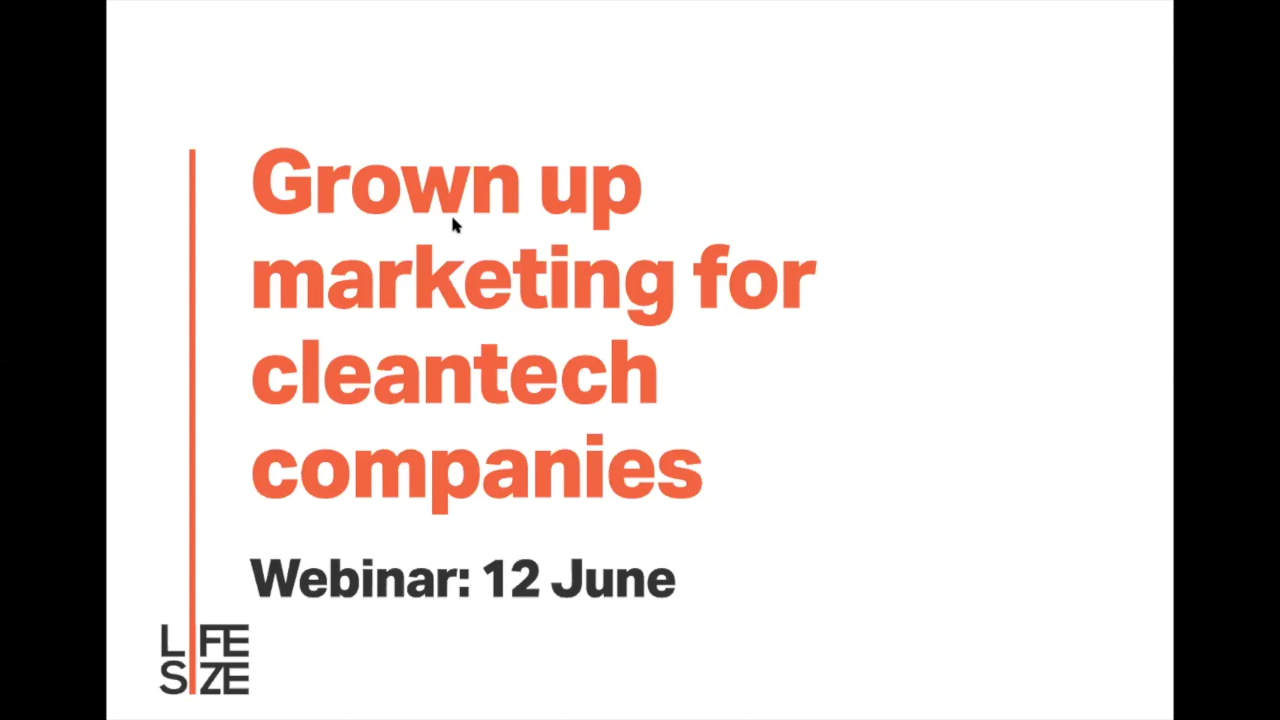 Grown up
marketing for
cleantech
companies
Webinar: 12 June
LIFE
SIZE